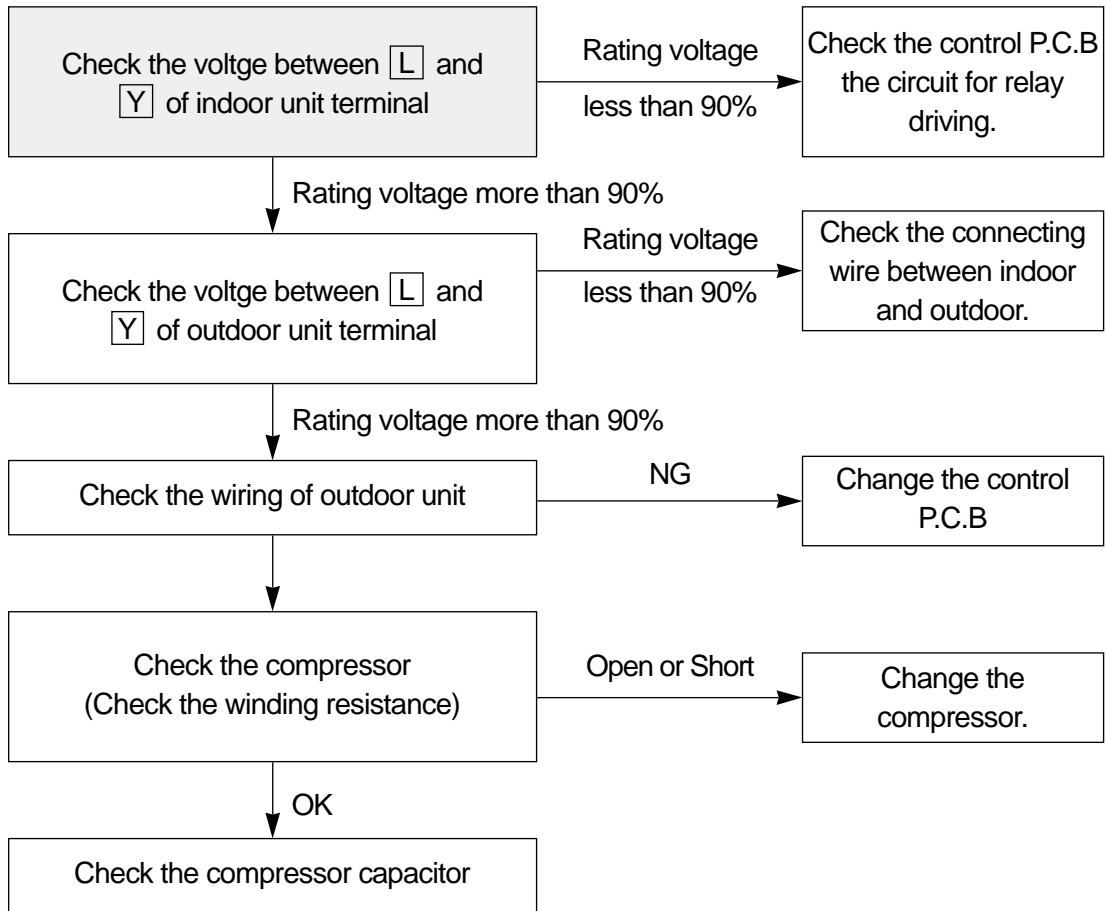 Check the voltge between L and
Y of indoor unit terminal
Rating voltage
less than 90%
Check the control P.C.B
the circuit for relay
driving.
Rating voltage more than 90%
Check the voltge between L and
Y of outdoor unit terminal
Rating voltage
less than 90%
Check the connecting
wire between indoor
and outdoor.
Rating voltage more than 90%
Check the wiring of outdoor unit
NG
Change the control
P.C.B
Check the compressor
(Check the winding resistance)
Open or Short
Change the
compressor.
OK
Check the compressor capacitor